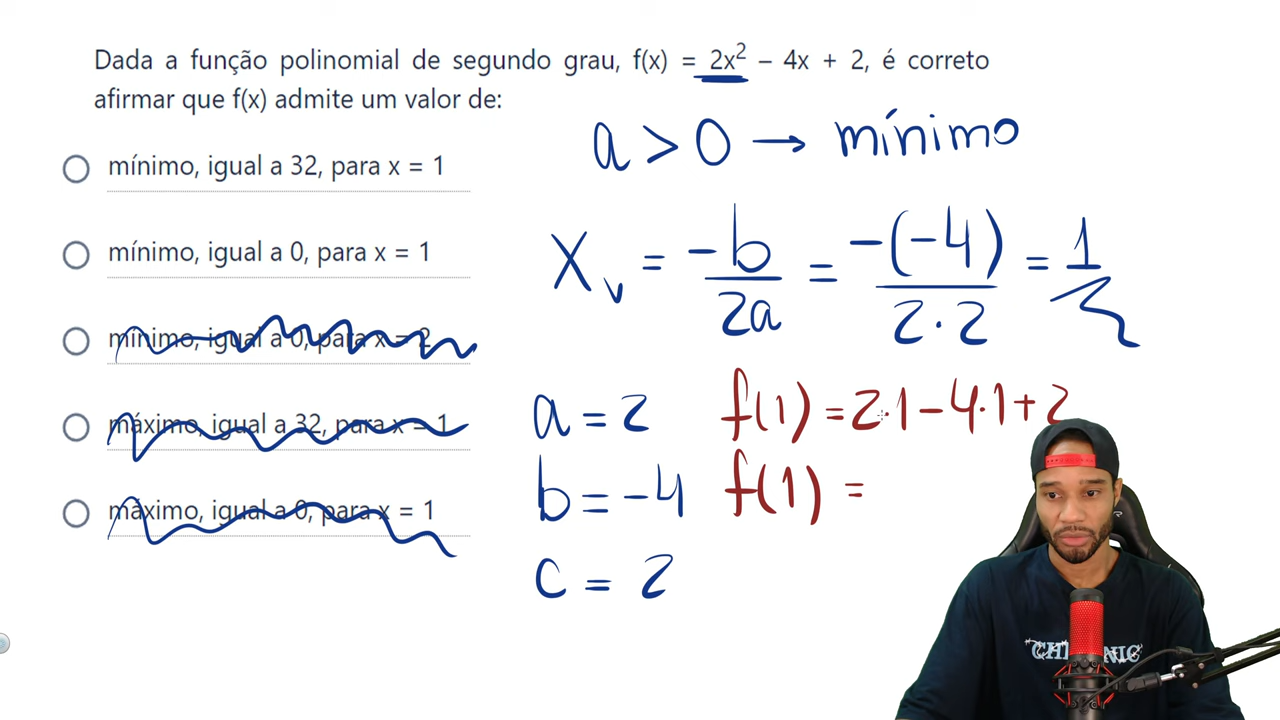 Dada a função polinomial de segundo grau, f(x) = 2x² – 4x + 2, é correto
afirmar que f(x) admite um valor de:
a > 0 → mínimo
mínimo, igual a 32, para x = 1
mínimo, igual a 0, para x = 1
Xv = -b/2a = -(-4)/2·2 = 1
mínimo, igual a 0, para x = 2
máximo, igual a 32, para x = 1
máximo, igual a 0, para x = 1
a = 2
f(1) = 2·1 - 4·1 + 2
b = -4
f(1) =
c = 2